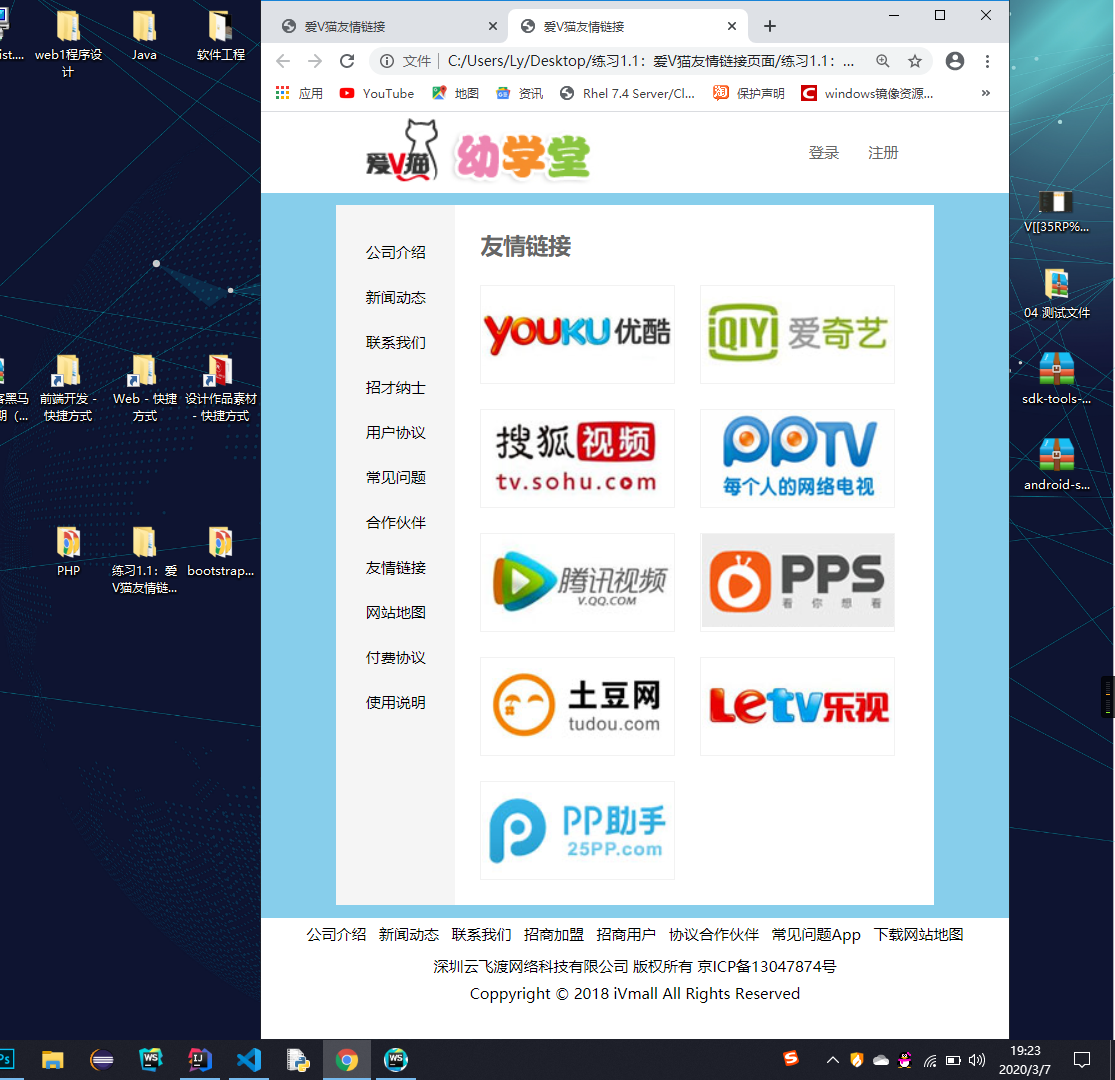 ist....
web1程序设计
Java
软件工程
客黑马
期（...
前端开发 - 快捷方式
Web - 快捷方式
设计作品素材 - 快捷方式
PHP
练习1.1：爱V猫友情链...
bootstrap...
爱V猫友情链接
爱V猫友情链接
文件 | C:/Users/Ly/Desktop/练习1.1：爱V猫友情链接页面/练习1.1：...
应用
YouTube
地图
资讯
Rhel 7.4 Server/Cl...
淘
保护声明
C
windows镜像资源...
»
爱V猫
幼学堂
登录
注册
公司介绍
新闻动态
联系我们
招才纳士
用户协议
常见问题
合作伙伴
友情链接
网站地图
付费协议
使用说明
友情链接
YOUKU 优酷
iQIYI 爱奇艺
搜狐视频
tv.sohu.com
PPTV
每个人的网络电视
腾讯视频
V.QQ.COM
PPS
看你想看
土豆网
tudou.com
Letv乐视
PP助手
25PP.com
公司介绍 新闻动态 联系我们 招商加盟 招商用户 协议合作伙伴 常见问题App 下载网站地图
深圳云飞渡网络科技有限公司 版权所有 京ICP备13047874号
Coppyright © 2018 iVmall All Rights Reserved
V[[35RP%...
04 测试文件
sdk-tools-...
android-s...
Ps
WS
IJ
WS
S
19:23
2020/3/7